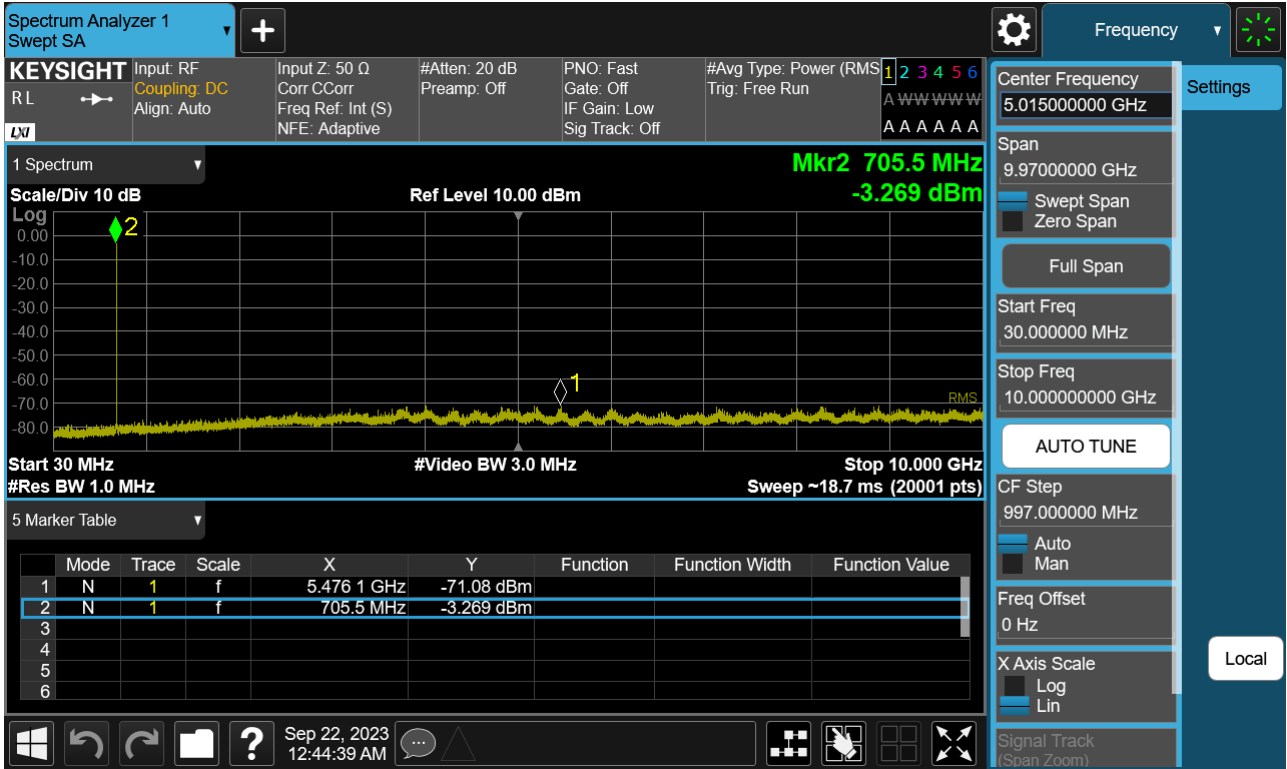 Spectrum Analyzer 1
Swept SA
Frequency
KEYSIGHT
R L
LXI
Input: RF
Coupling: DC
Align: Auto
Input Z: 50 Ω
Corr CCorr
Freq Ref: Int (S)
NFE: Adaptive
#Atten: 20 dB
Preamp: Off
PNO: Fast
Gate: Off
IF Gain: Low
Sig Track: Off
#Avg Type: Power (RMS
Trig: Free Run
1 2 3 4 5 6
A W W W W W
A A A A A A
1 Spectrum
Mkr2 705.5 MHz
-3.269 dBm
Scale/Div 10 dB
Ref Level 10.00 dBm
Log
0.00
-10.0
-20.0
-30.0
-40.0
-50.0
-60.0
-70.0
-80.0
2
1
RMS
Start 30 MHz
#Video BW 3.0 MHz
Stop 10.000 GHz
#Res BW 1.0 MHz
Sweep ~18.7 ms (20001 pts)
5 Marker Table
Mode Trace Scale X Y Function Function Width Function Value
1 N 1 f 5.476 1 GHz -71.08 dBm
2 N 1 f 705.5 MHz -3.269 dBm
3
4
5
6
Sep 22, 2023
12:44:39 AM
?
Center Frequency
5.015000000 GHz
Span
9.97000000 GHz
Swept Span
Zero Span
Full Span
Start Freq
30.000000 MHz
Stop Freq
10.000000000 GHz
AUTO TUNE
CF Step
997.000000 MHz
Auto
Man
Freq Offset
0 Hz
X Axis Scale
Log
Lin
Signal Track
(Span Zoom)
Settings
Local